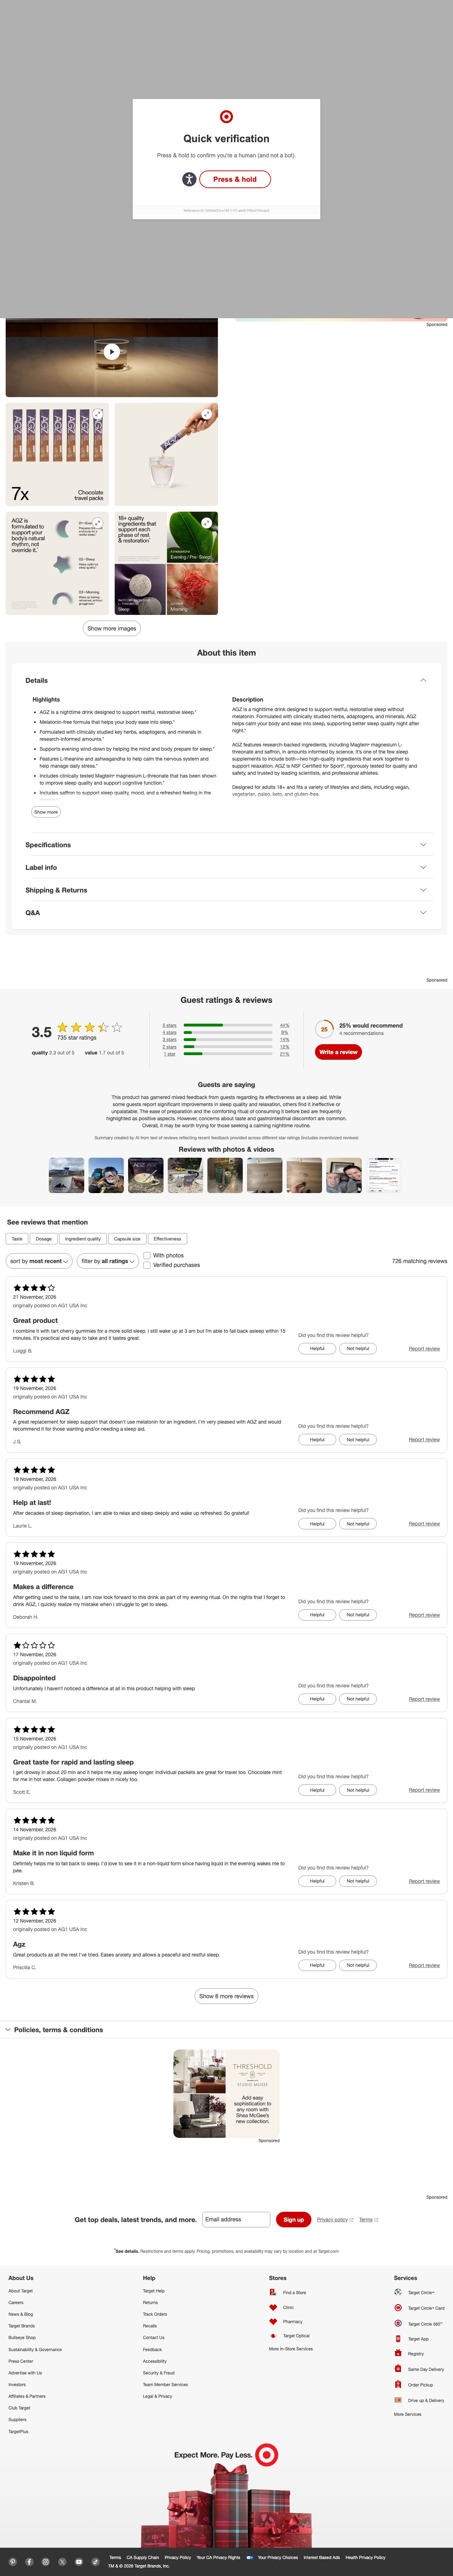 Quick verification
Press & hold to confirm you're a human (and not a bot).
Press & hold
Sponsored
7x
Chocolate
travel packs
AGZ is
formulated to
support your
body's natural
rhythm, not
override it.
18+ quality
ingredients that
support each
phase of rest
& restoration
Evening / Pre-Sleep
Sleep
Morning
Show more images
About this item
Details
Highlights
AGZ is a nighttime drink designed to support restful, restorative sleep.*
Melatonin-free formula that helps your body ease into sleep.*
Formulated with clinically studied key herbs, adaptogens, and minerals in
research-informed amounts.*
Supports evening wind-down by helping the mind and body prepare for sleep.*
Features L-theanine and ashwagandha to help calm the nervous system and
help manage daily stress.*
Includes clinically tested Magtein® magnesium L-threonate that has been shown
to improve sleep quality and support cognitive function.*
Includes saffron to support sleep quality, mood, and a refreshed feeling in the
Show more
Description
AGZ is a nighttime drink designed to support restful, restorative sleep without
melatonin. Formulated with clinically studied herbs, adaptogens, and minerals, AGZ
helps calm your body and ease into sleep, supporting better sleep quality night after
night.*
AGZ features research-backed ingredients, including Magtein® magnesium L-
threonate and saffron, in amounts informed by science. It's one of the few sleep
supplements to include both—two high-quality ingredients that work together to
support restorative sleep. AGZ is NSF Certified for Sport®, rigorously tested for quality and
safety, and trusted by leading scientists, and professional athletes.
Designed for adults 18+ and fits a variety of lifestyles and diets, including vegan,
vegetarian, paleo, keto, and gluten-free.
Specifications
Label info
Shipping & Returns
Q&A
Sponsored
Guest ratings & reviews
3.5
735 star ratings
quality 2.3 out of 5 value 1.7 out of 5
5 stars 44%
4 stars 9%
3 stars 14%
2 stars 12%
1 star 21%
25
25% would recommend
4 recommendations
Write a review
Guests are saying
This product has garnered mixed feedback from guests regarding its effectiveness as a sleep aid. While
some guests report significant improvements in sleep quality and relaxation, others find it ineffective or
unpalatable. The ease of preparation and the comforting ritual of consuming it before bed are frequently
highlighted as positive aspects. However, concerns about taste and gastrointestinal discomfort are common.
Overall, it may be worth trying for those seeking a calming nighttime routine.
Summary created by AI from text of reviews reflecting recent feedback provided across different star ratings (includes incentivized reviews)
Reviews with photos & videos
See reviews that mention
Taste
Dosage
Ingredient quality
Capsule size
Effectiveness
sort by most recent
filter by all ratings
With photos
Verified purchases
726 matching reviews
21 November, 2026
originally posted on AG1 USA Inc
Great product
I combine it with tart cherry gummies for a more solid sleep. I still wake up at 3 am but I'm able to fall back asleep within 15
minutes. It's practical and easy to take and it tastes great.
Luiggi B.
Did you find this review helpful?
Helpful
Not helpful
Report review
19 November, 2026
originally posted on AG1 USA Inc
Recommend AGZ
A great replacement for sleep support that doesn't use melatonin for an ingredient. I'm very pleased with AGZ and would
recommend it for those wanting and/or needing a sleep aid.
J S.
Did you find this review helpful?
Helpful
Not helpful
Report review
19 November, 2026
originally posted on AG1 USA Inc
Help at last!
After decades of sleep deprivation, I am able to relax and sleep deeply and wake up refreshed. So grateful!
Laurie L.
Did you find this review helpful?
Helpful
Not helpful
Report review
19 November, 2026
originally posted on AG1 USA Inc
Makes a difference
After getting used to the taste, I am now look forward to this drink as part of my evening ritual. On the nights that I forget to
drink AGZ, I quickly realize my mistake when I struggle to get to sleep.
Deborah H.
Did you find this review helpful?
Helpful
Not helpful
Report review
17 November, 2026
originally posted on AG1 USA Inc
Disappointed
Unfortunately I haven't noticed a difference at all in this product helping with sleep
Chantal M.
Did you find this review helpful?
Helpful
Not helpful
Report review
15 November, 2026
originally posted on AG1 USA Inc
Great taste for rapid and lasting sleep
I get drowsy in about 20 min and it helps me stay asleep longer. Individual packets are great for travel too. Chocolate mint
for me in hot water. Collagen powder mixes in nicely too.
Scott E.
Did you find this review helpful?
Helpful
Not helpful
Report review
14 November, 2026
originally posted on AG1 USA Inc
Make it in non liquid form
Defintely helps me to fall back to sleep. I'd love to see it in a non-liquid form since having liquid in the evening wakes me to
pee.
Kristen B.
Did you find this review helpful?
Helpful
Not helpful
Report review
12 November, 2026
originally posted on AG1 USA Inc
Agz
Great products as all the rest I've tried. Eases anxiety and allows a peaceful and restful sleep.
Priscilla C.
Did you find this review helpful?
Helpful
Not helpful
Report review
Show 8 more reviews
Policies, terms & conditions
THRESHOLD
STUDIO MCGEE
Add easy
sophistication to
any room with
Shea McGee's
new collection.
Sponsored
Sponsored
Get top deals, latest trends, and more.
Email address
Sign up
Privacy policy
Terms
*See details. Restrictions and terms apply. Pricing, promotions, and availability may vary by location and at Target.com
About Us
About Target
Careers
News & Blog
Target Brands
Bullseye Shop
Sustainability & Governance
Press Center
Advertise with Us
Investors
Affiliates & Partners
Club Target
Suppliers
TargetPlus
Help
Target Help
Returns
Track Orders
Recalls
Contact Us
Feedback
Accessibility
Security & Fraud
Team Member Services
Legal & Privacy
Stores
Find a Store
Clinic
Pharmacy
Target Optical
More In-Store Services
Services
Target Circle™
Target Circle™ Card
Target Circle 360™
Target App
Registry
Same Day Delivery
Order Pickup
Drive up & Delivery
More Services
Expect More. Pay Less.
Terms CA Supply Chain Privacy Policy Your CA Privacy Rights Your Privacy Choices Interest Based Ads Health Privacy Policy
TM & © 2026 Target Brands, Inc.